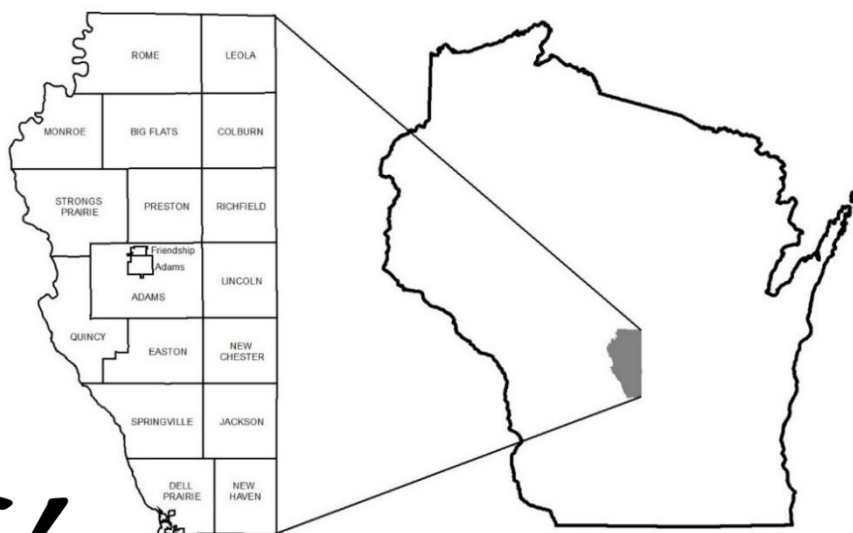 ROME
LEOLA
MONROE
BIG FLATS
COLBURN
STRONGS
PRAIRIE
PRESTON
RICHFIELD
Friendship
Adams
ADAMS
LINCOLN
QUINCY
EASTON
NEW
CHESTER
SPRINGVILLE
JACKSON
DELL
PRAIRIE
NEW
HAVEN